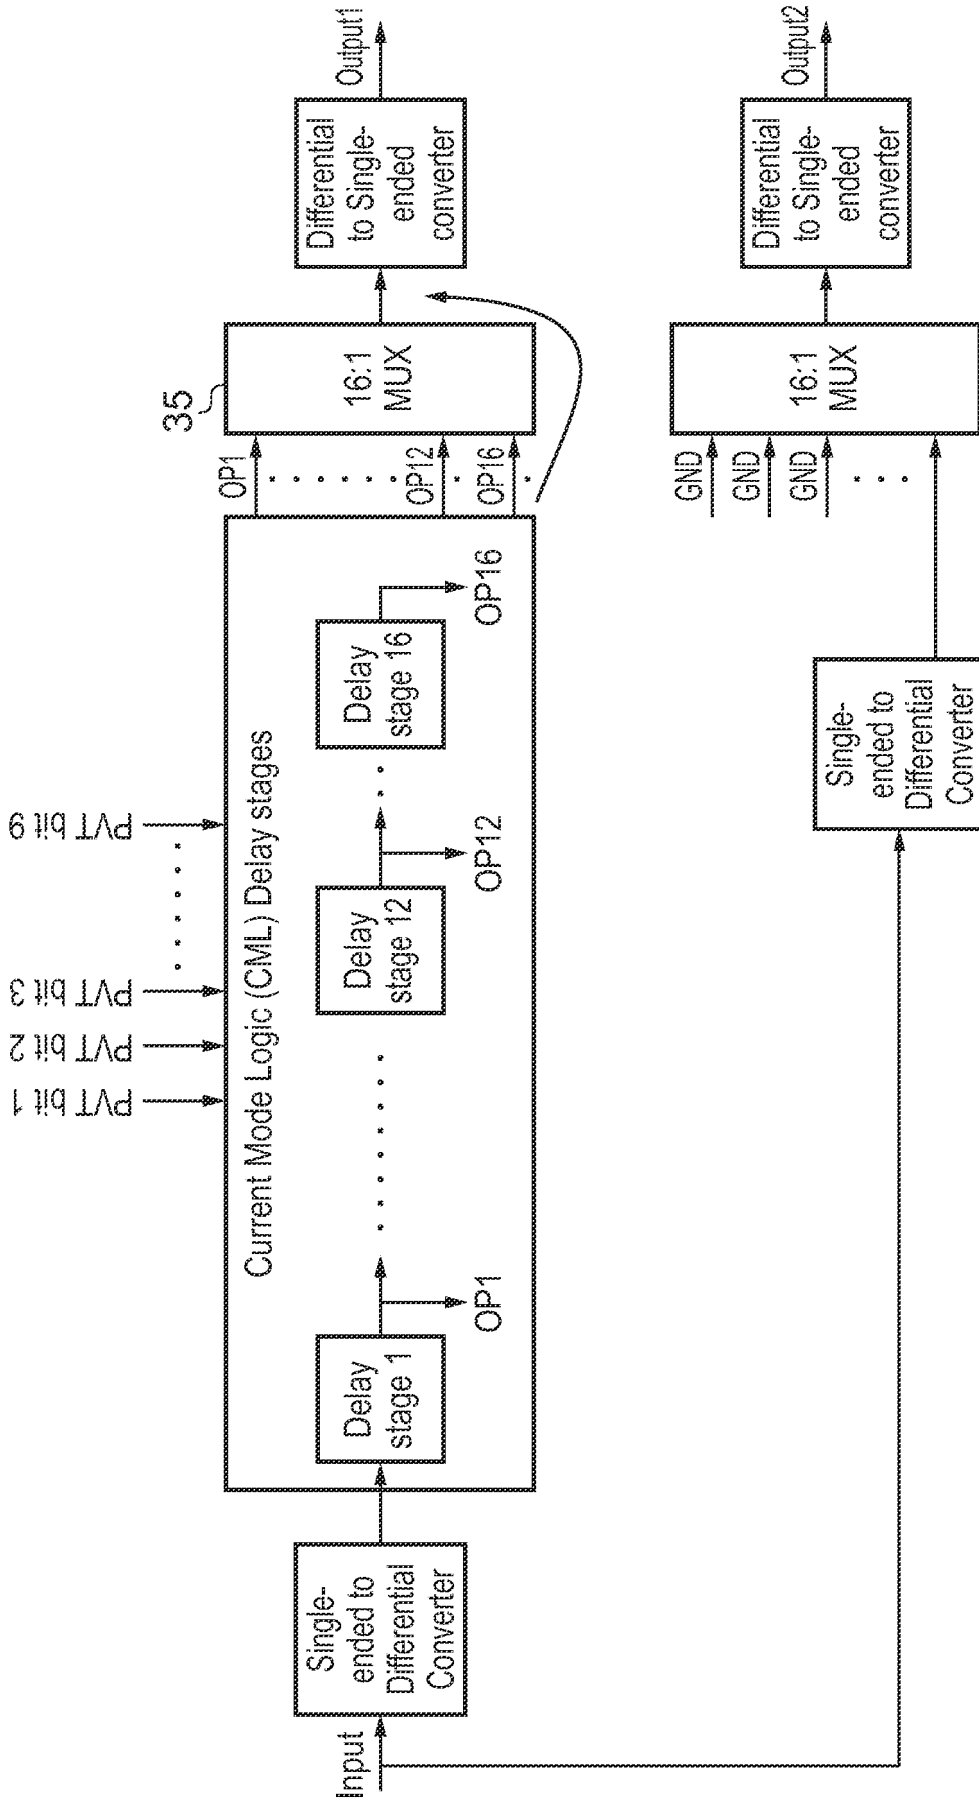 Input
Single-
ended to
Differential
Converter
PVT bit 1
PVT bit 2
PVT bit 3
PVT bit 9
Current Mode Logic (CML) Delay stages
Delay
stage 1
OP1
Delay
stage 12
OP12
Delay
stage 16
OP16
OP1
OP12
OP16
35
16:1
MUX
Differential
to Single-
ended
converter
Output1
Single-
ended to
Differential
Converter
GND
GND
GND
16:1
MUX
Differential
to Single-
ended
converter
Output2